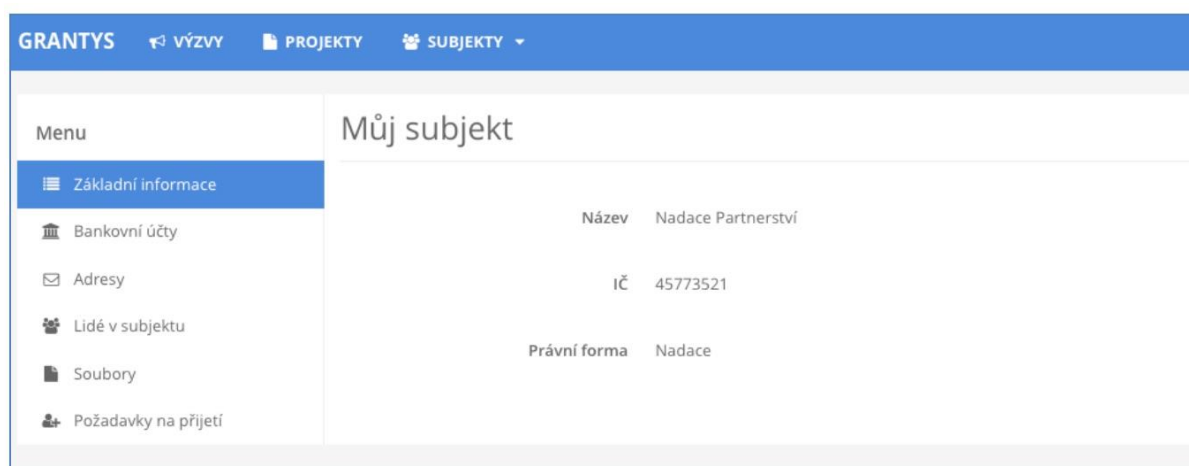 GRANTYS VÝZVY PROJEKTY SUBJEKTY
Menu
Základní informace
Bankovní účty
Adresy
Lidé v subjektu
Soubory
Požadavky na přijetí
Můj subjekt
Název Nadace Partnerství
IČ 45773521
Právní forma Nadace